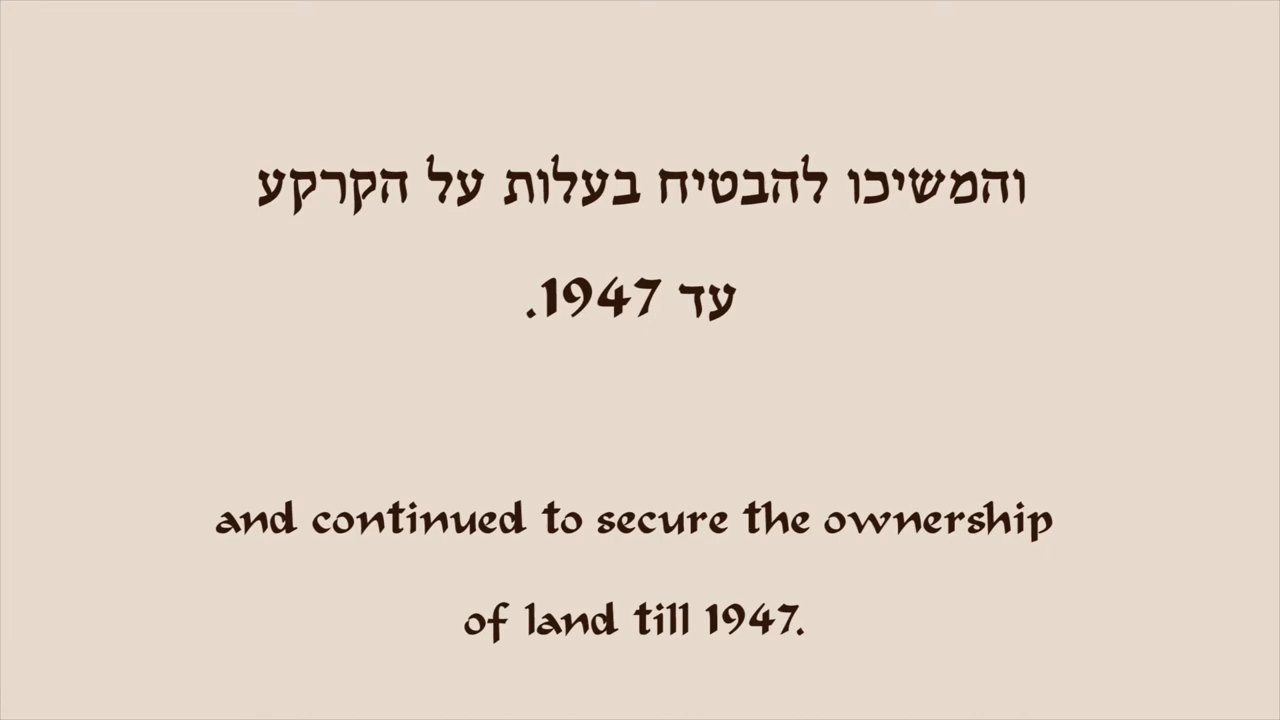 והמשיכו להבטיח בעלות על הקרקע
עד 1947.
and continued to secure the ownership
of land till 1947.